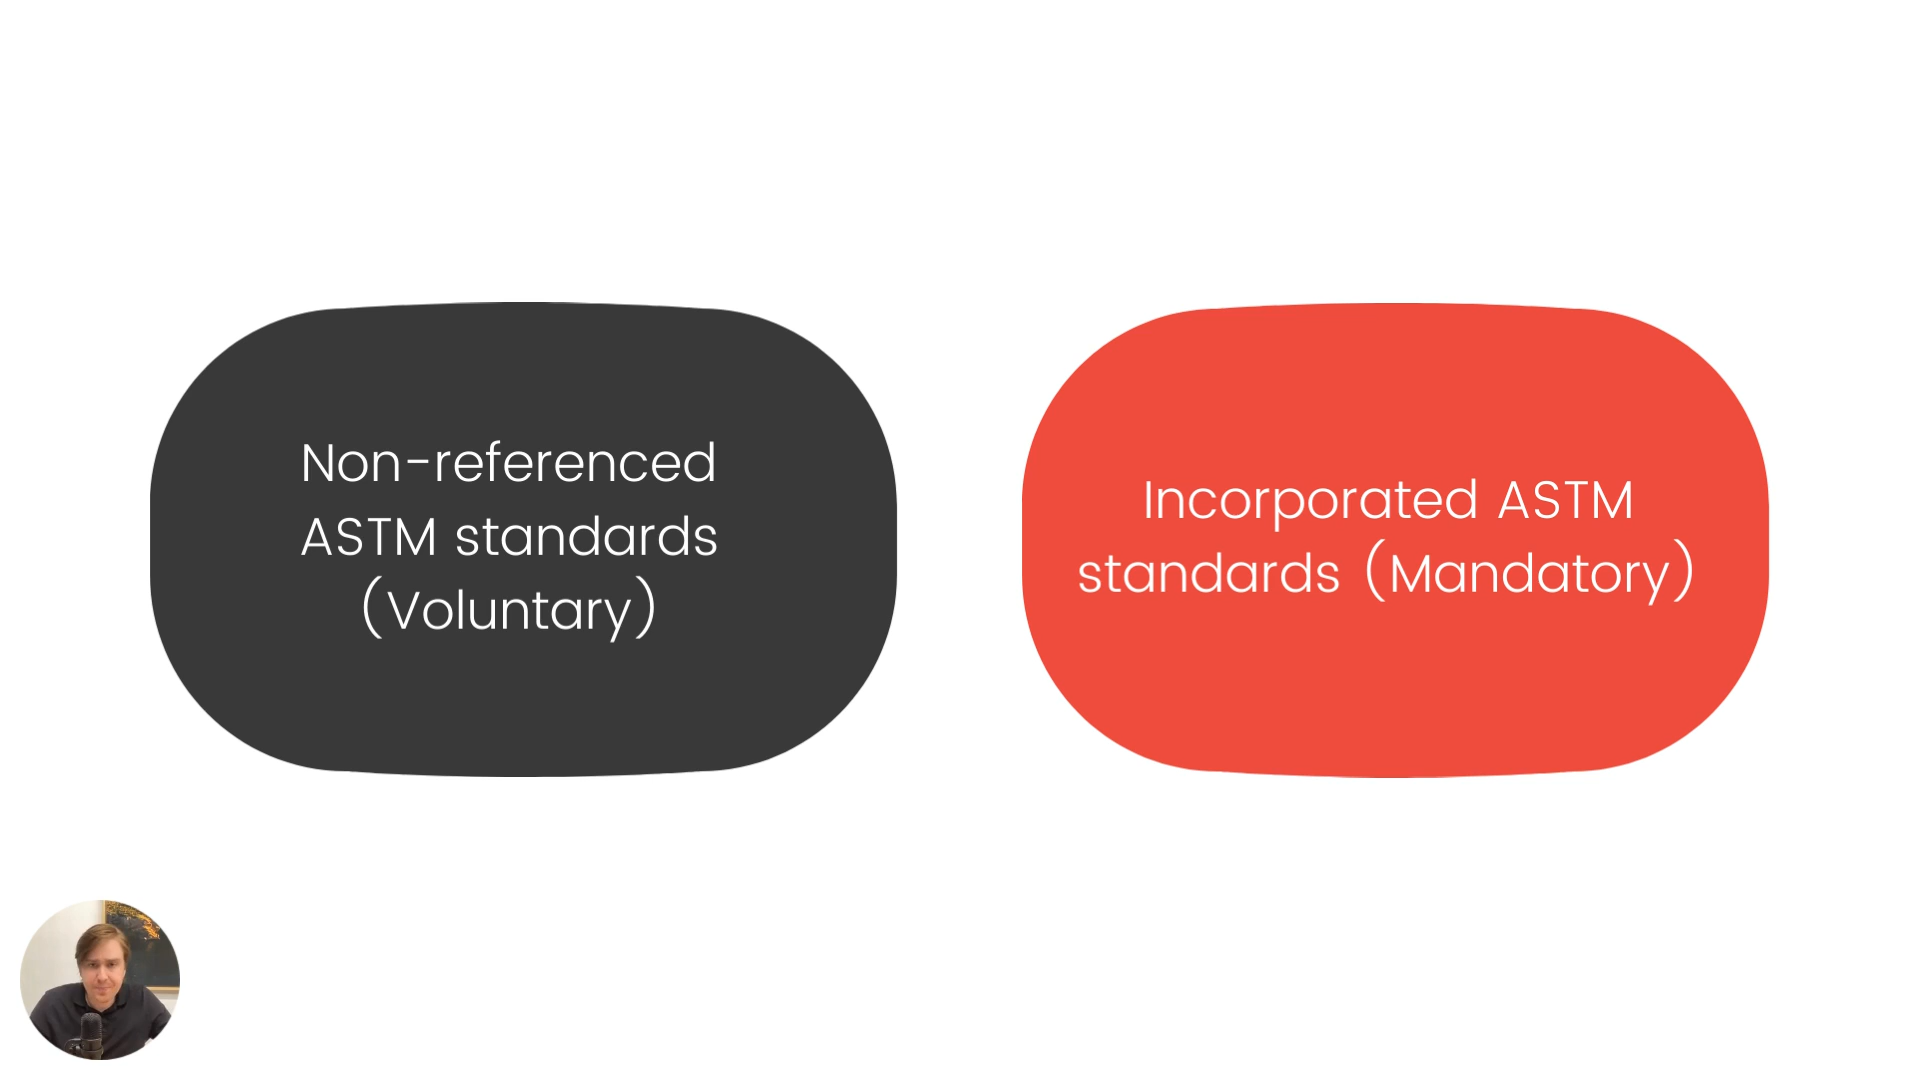 Non-referenced
ASTM standards
(Voluntary)
Incorporated ASTM
standards (Mandatory)